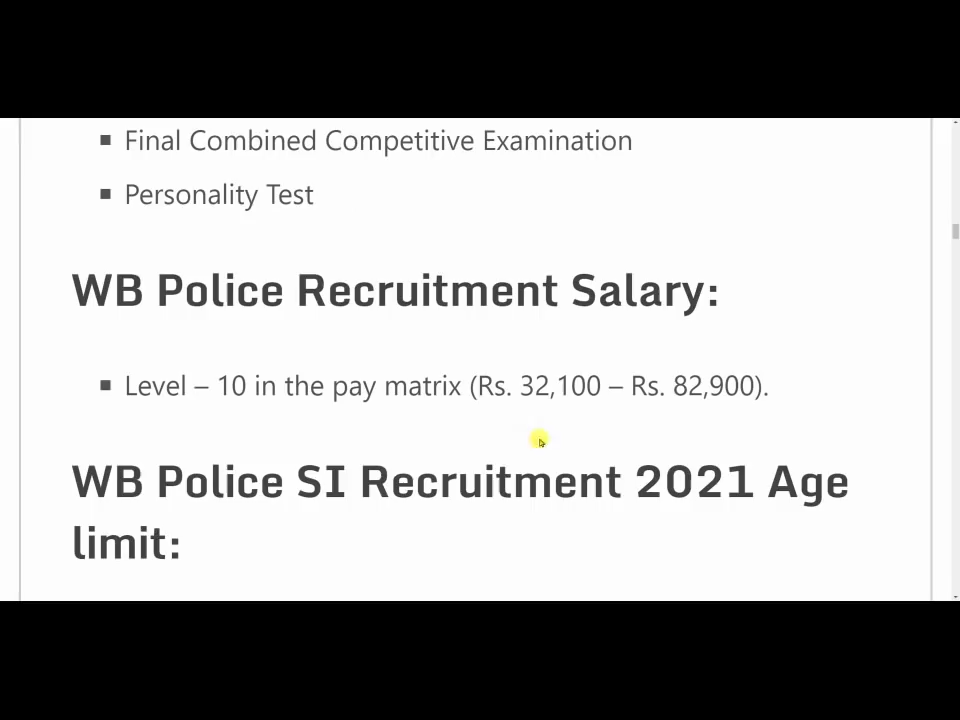 ▪ Final Combined Competitive Examination
▪ Personality Test
WB Police Recruitment Salary:
▪ Level – 10 in the pay matrix (Rs. 32,100 – Rs. 82,900).
WB Police SI Recruitment 2021 Age
limit: